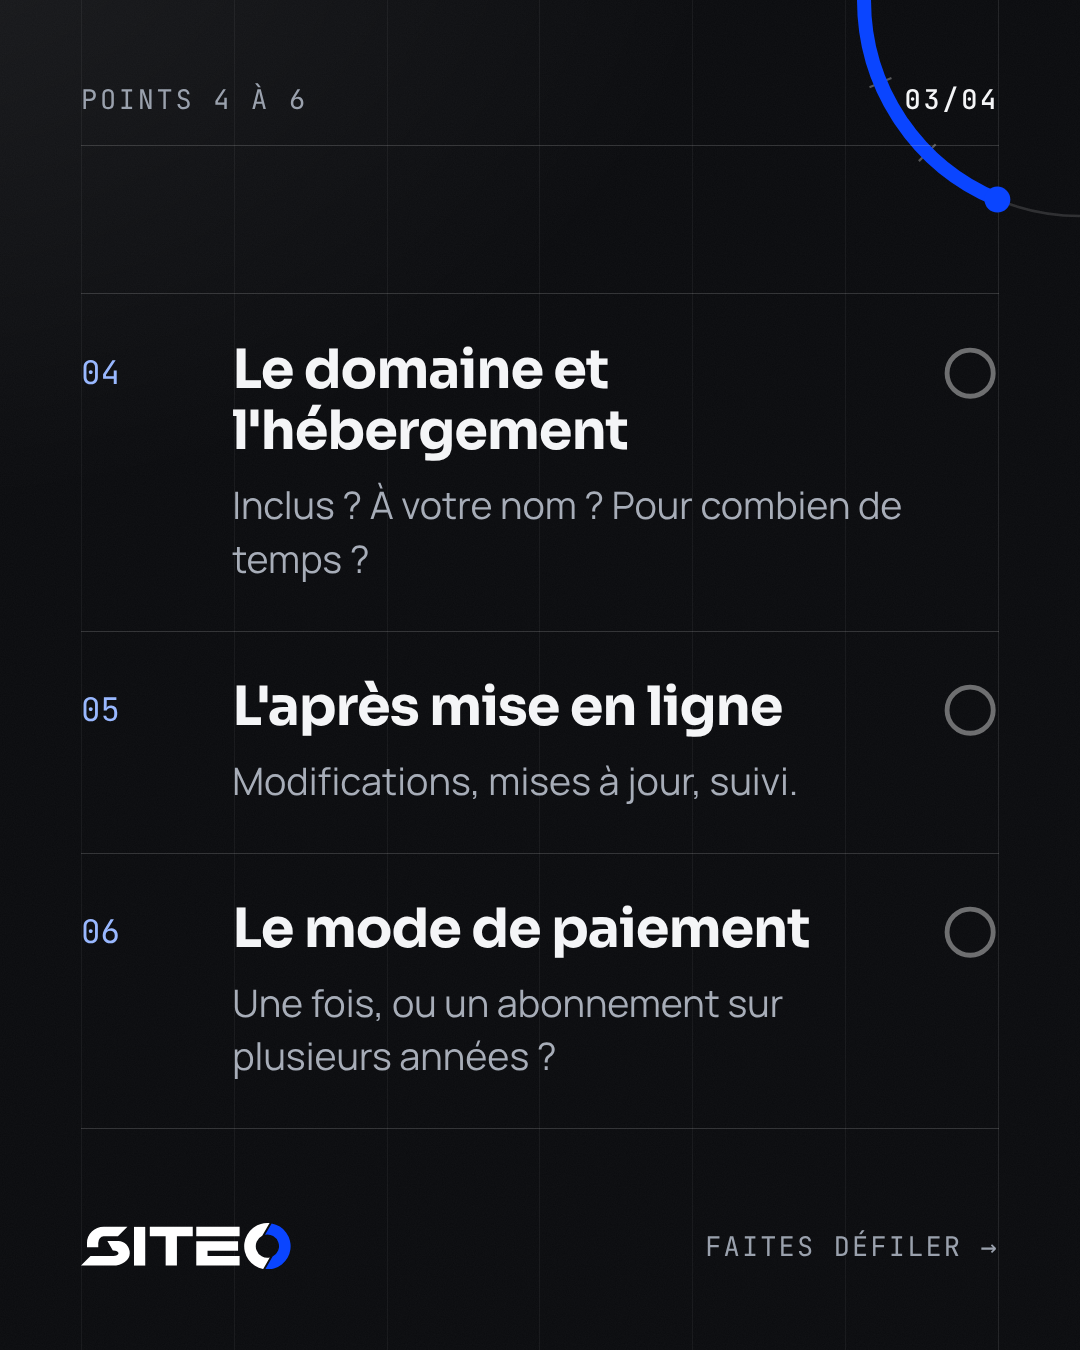 POINTS 4 À 6
03/04
04
Le domaine et
l'hébergement
Inclus ? À votre nom ? Pour combien de
temps ?
05
L'après mise en ligne
Modifications, mises à jour, suivi.
06
Le mode de paiement
Une fois, ou un abonnement sur
plusieurs années ?
SITEO
FAITES DÉFILER →